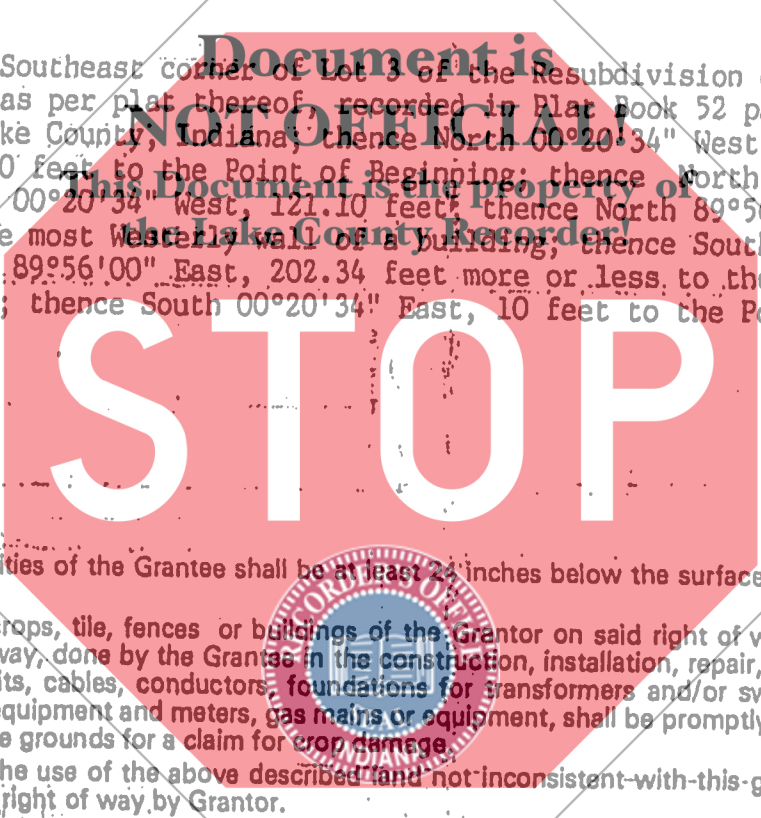 Document is
NOT OFFICIAL!
This Document is the property of
the Lake County Recorder!
Southeast corner of Lot 3 of the Resubdivision
as per plat thereof, recorded in Plat Book 52
ke County, Indiana; thence North 00°20'34" West
0 feet to the Point of Beginning; thence North
00°20'34" West, 121.10 feet; thence North 89°5
e most Westerly wall of a building; thence Sout
89°56'00" East, 202.34 feet more or less to the
; thence South 00°20'34" East, 10 feet to the P
STOP
ities of the Grantee shall be at least 24 inches below the surface
rops, tile, fences or buildings of the Grantor on said right of w
way, done by the Grantee in the construction, installation, repair,
its, cables, conductors, foundations for transformers and/or sw
equipment and meters, gas mains or equipment, shall be promptly
e grounds for a claim for crop damage.
he use of the above described land not inconsistent with this g
right of way by Grantor.
RECORDER'S OFFICE
INDIANA